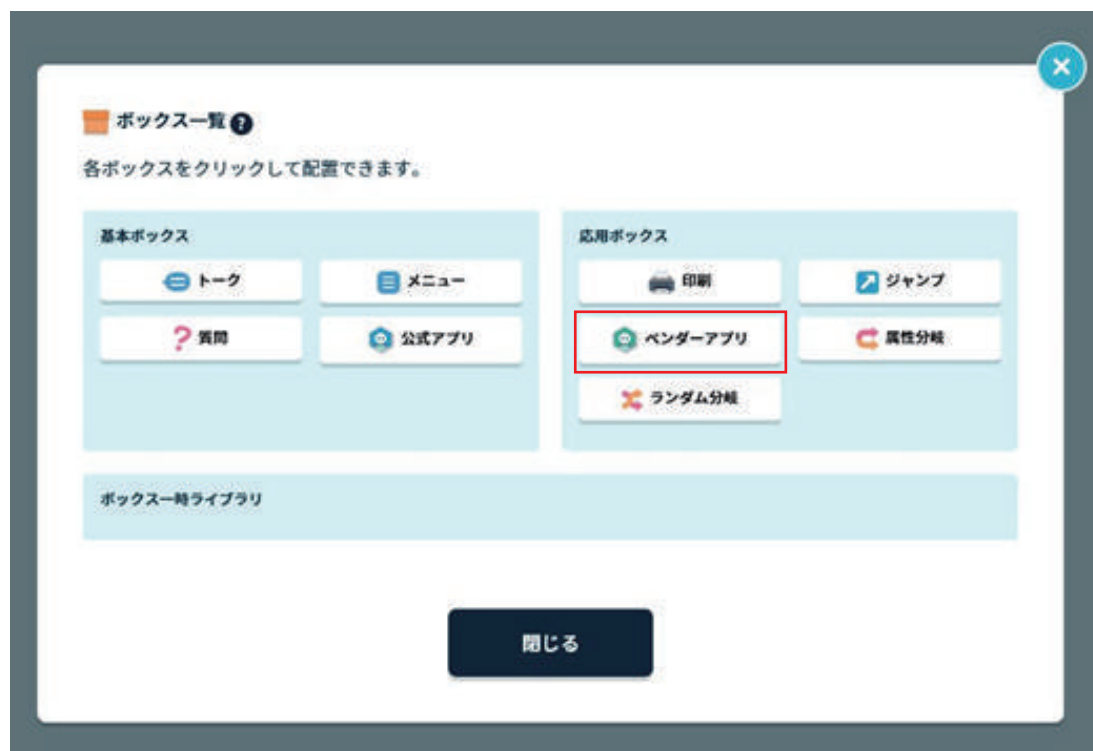 ボックス一覧 ?
各ボックスをクリックして配置できます。
基本ボックス
トーク
メニュー
質問
公式アプリ
応用ボックス
印刷
ジャンプ
ベンダーアプリ
属性分岐
ランダム分岐
ボックス一時ライブラリ
閉じる